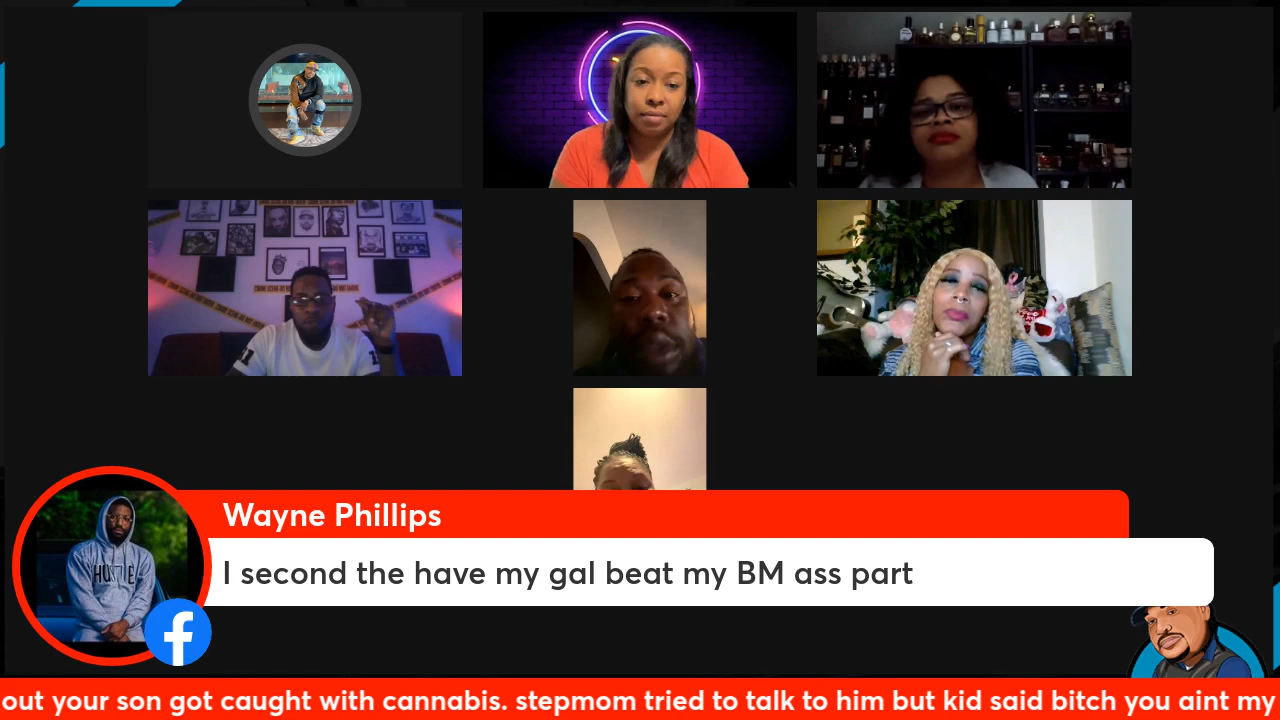 Wayne Phillips
I second the have my gal beat my BM ass part
out your son got caught with cannabis. stepmom tried to talk to him but kid said bitch you aint my